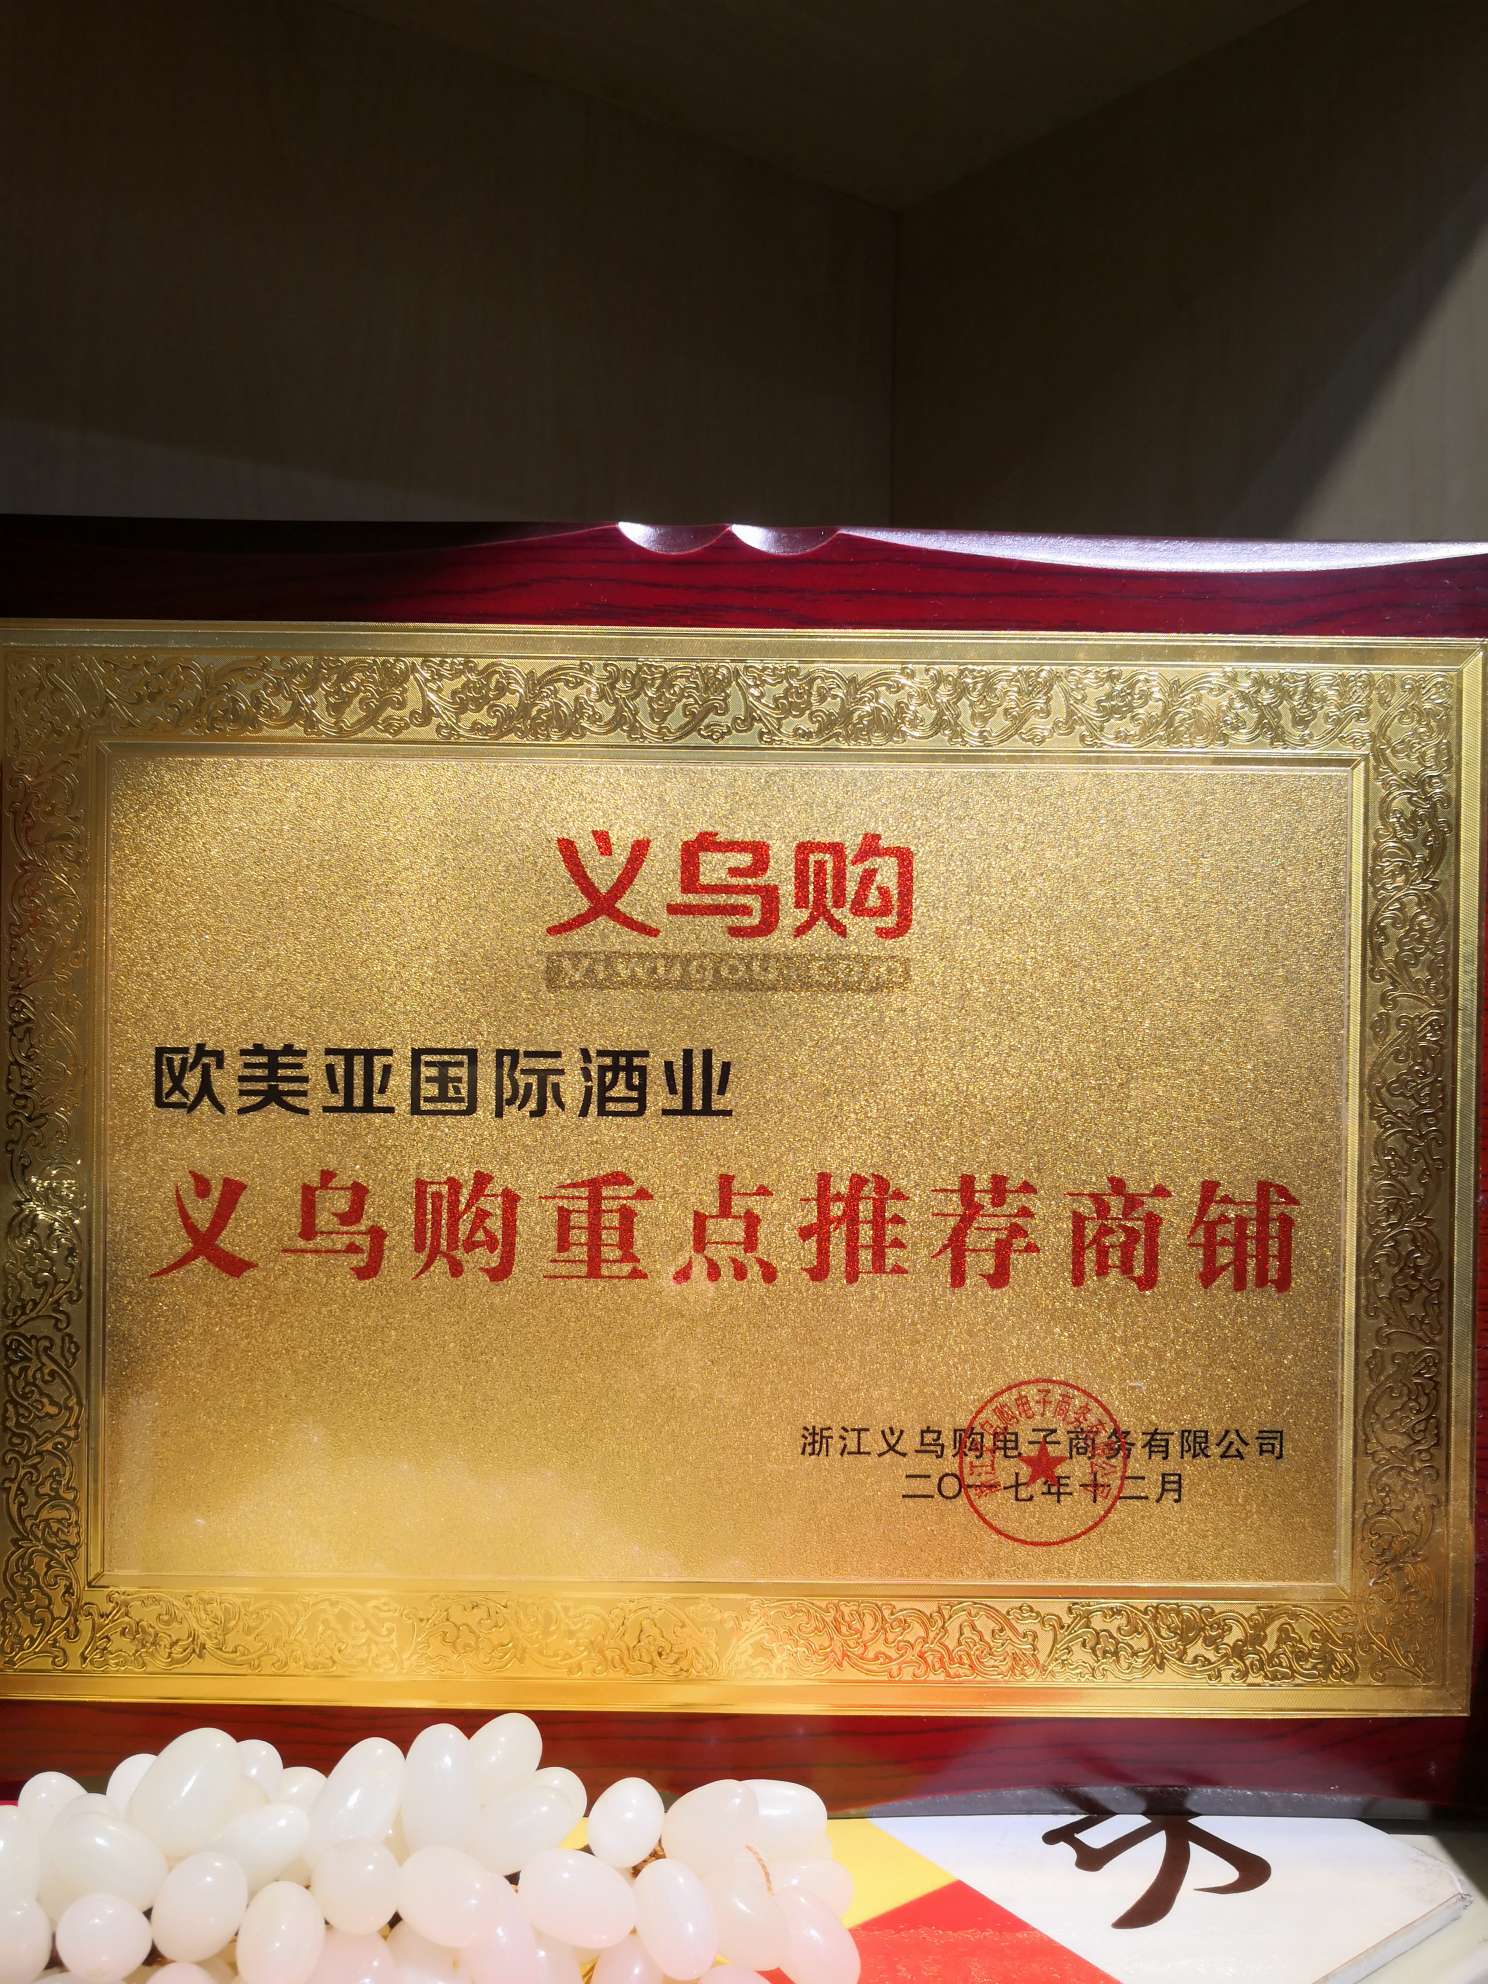 义乌购
yiwugou.com
欧美亚国际酒业
义乌购重点推荐商铺
浙江义乌购电子商务有限公司
二〇一七年十二月